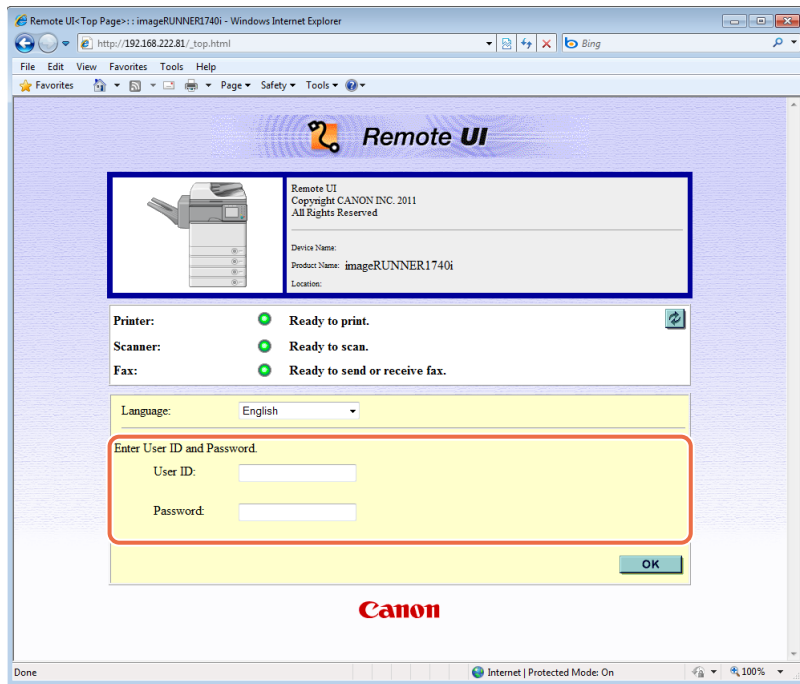 Remote UI<Top Page>: : imageRUNNER1740i - Windows Internet Explorer
http://192.168.222.81/_top.html
Bing
File Edit View Favorites Tools Help
Favorites Page Safety Tools
Remote UI
Remote UI
Copyright CANON INC. 2011
All Rights Reserved
Device Name:
Product Name: imageRUNNER1740i
Location:
Printer: Ready to print.
Scanner: Ready to scan.
Fax: Ready to send or receive fax.
Language: English
Enter User ID and Password.
User ID:
Password:
OK
Canon
Done Internet | Protected Mode: On 100%